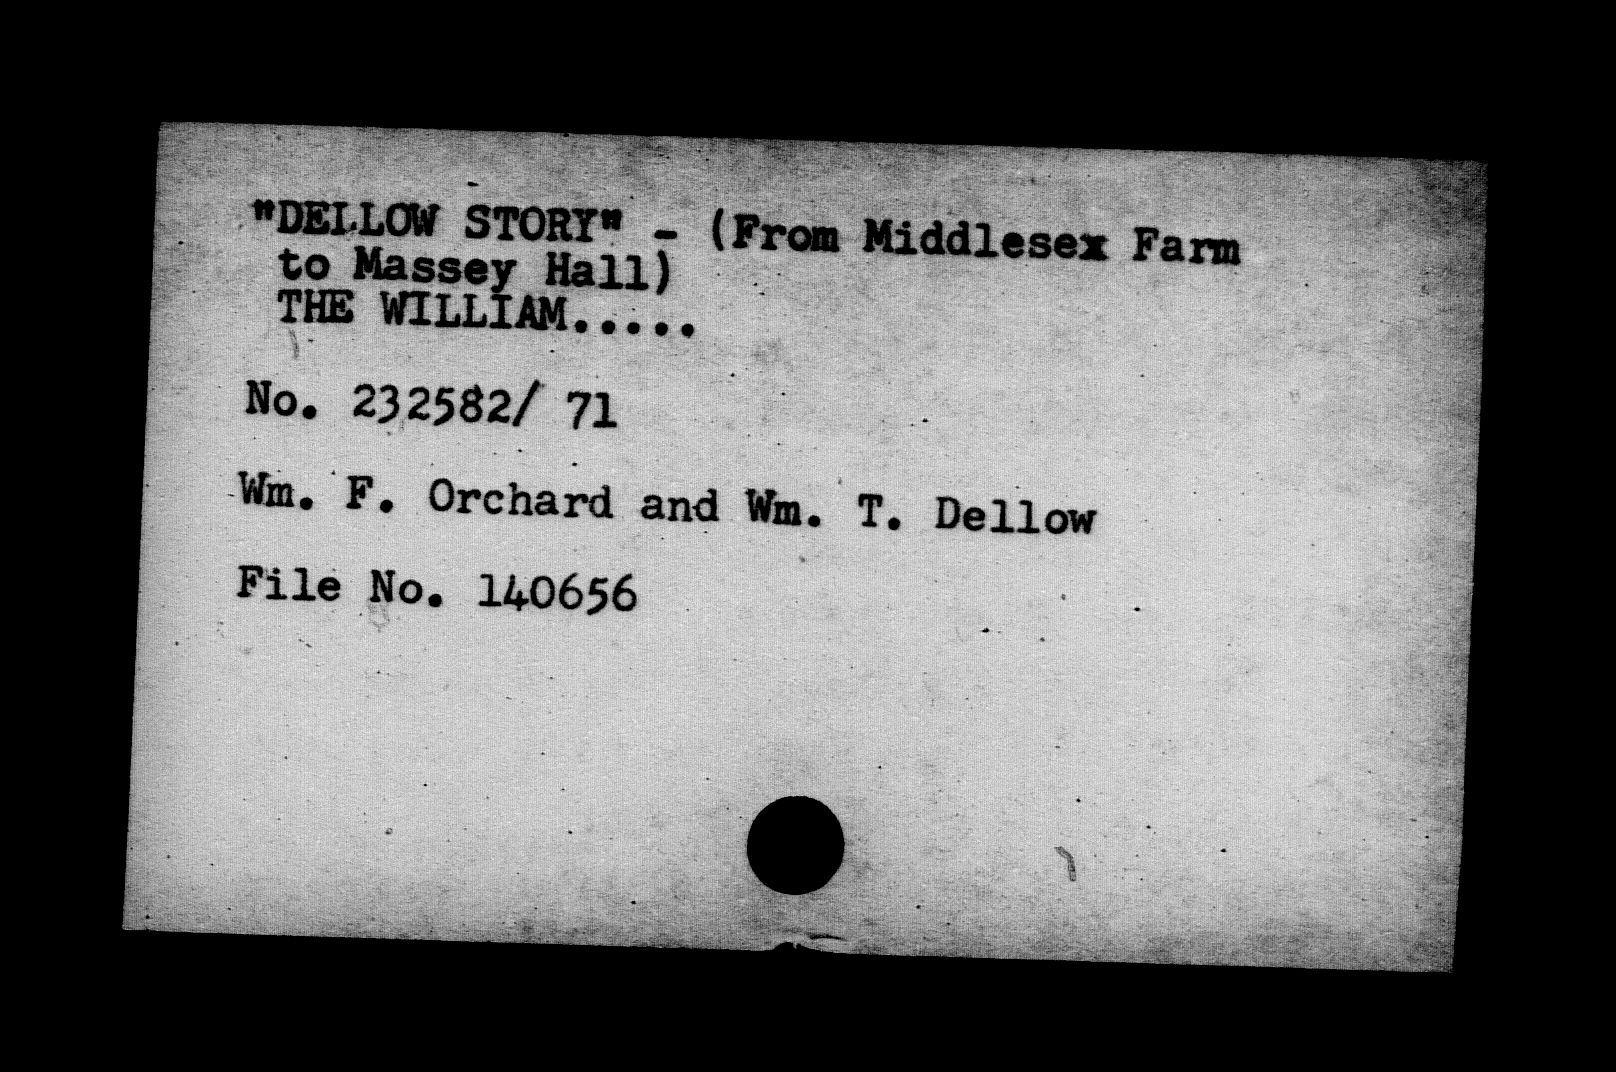 "DELLOW STORY" - (From Middlesex Farm
to Massey Hall)
THE WILLIAM.....
No. 232582/ 71
Wm. F. Orchard and Wm. T. Dellow
File No. 140656